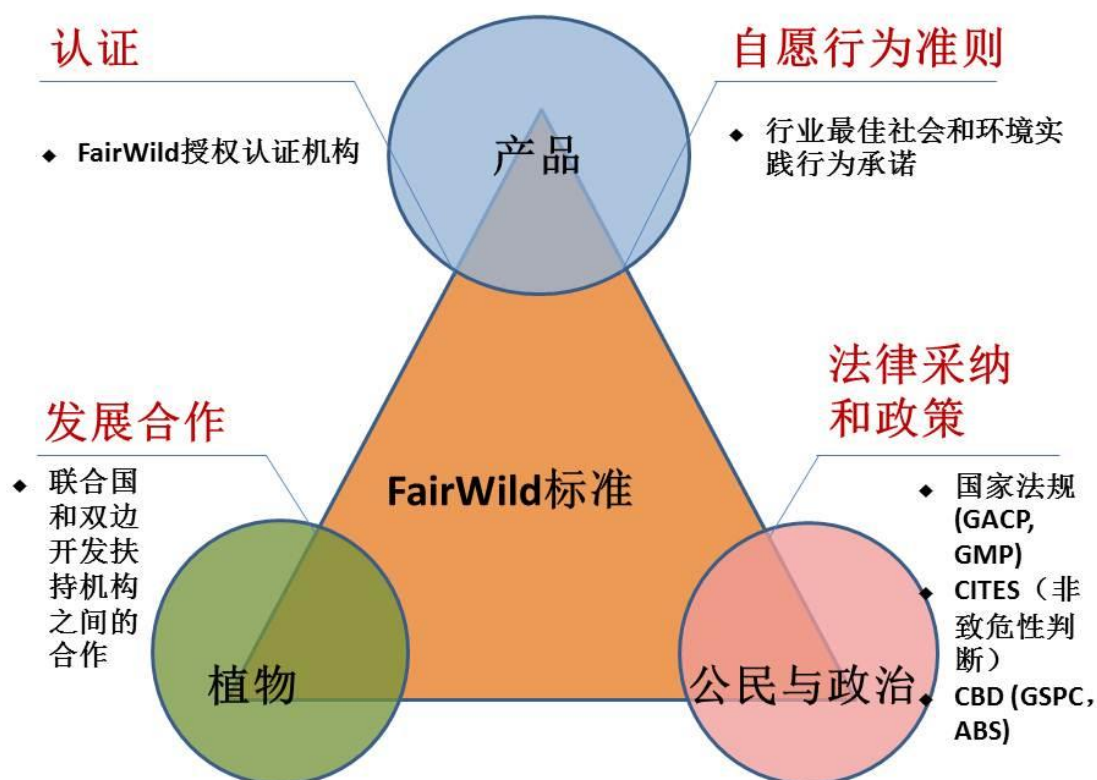 认证
◆ FairWild授权认证机构
自愿行为准则
◆ 行业最佳社会和环境实
践行为承诺
产品
发展合作
◆ 联合国
和双边
开发扶
持机构
之间的
合作
FairWild标准
法律采纳
和政策
◆ 国家法规
(GACP,
GMP)
◆ CITES（非
致危性判
断）
◆ CBD (GSPC，
ABS)
植物
公民与政治